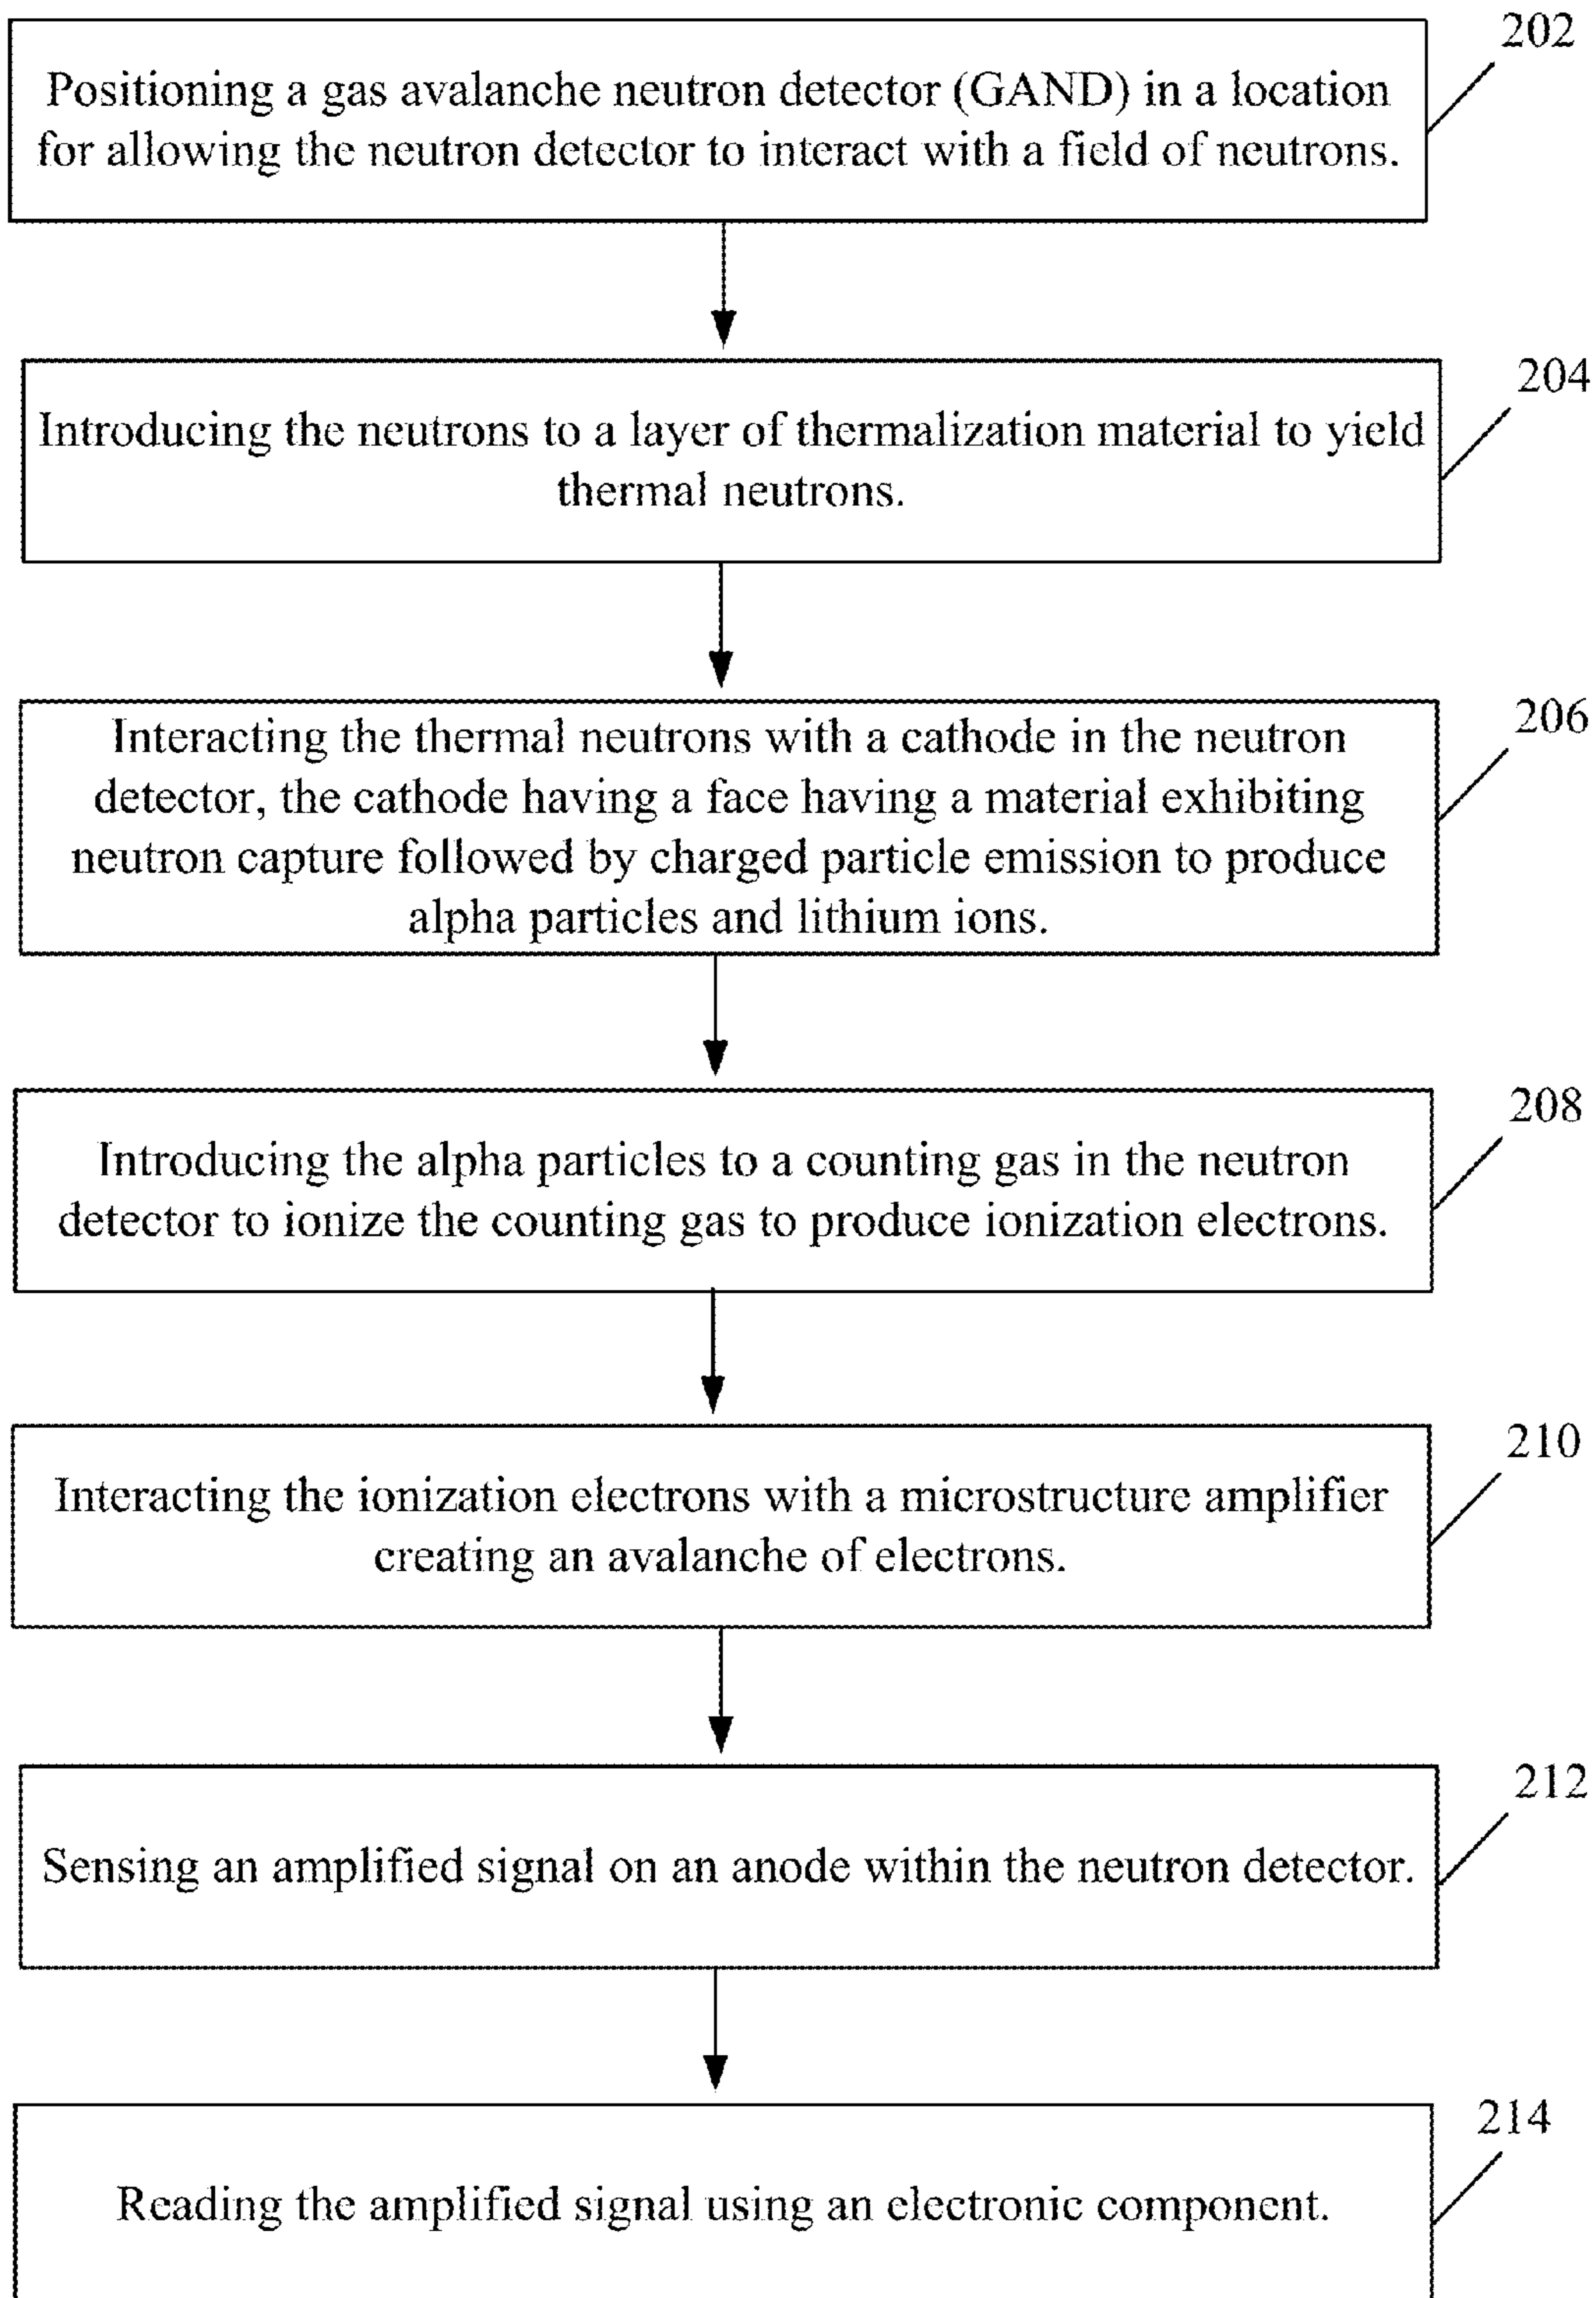 202
Positioning a gas avalanche neutron detector (GAND) in a location
for allowing the neutron detector to interact with a field of neutrons.
204
Introducing the neutrons to a layer of thermalization material to yield
thermal neutrons.
206
Interacting the thermal neutrons with a cathode in the neutron
detector, the cathode having a face having a material exhibiting
neutron capture followed by charged particle emission to produce
alpha particles and lithium ions.
208
Introducing the alpha particles to a counting gas in the neutron
detector to ionize the counting gas to produce ionization electrons.
210
Interacting the ionization electrons with a microstructure amplifier
creating an avalanche of electrons.
212
Sensing an amplified signal on an anode within the neutron detector.
214
Reading the amplified signal using an electronic component.